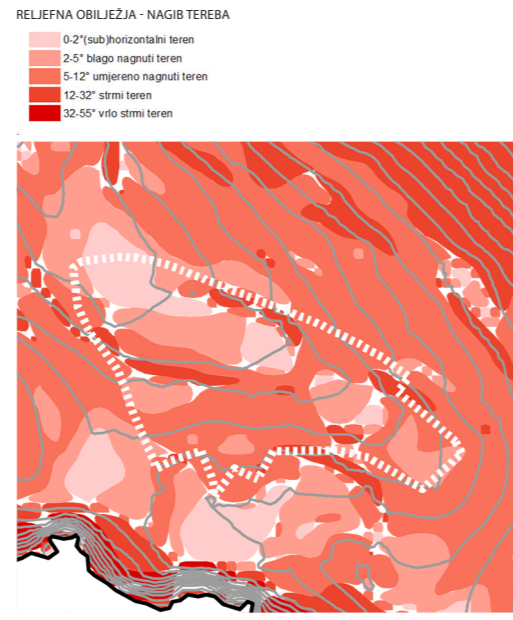 RELJEFNA OBILJEŽJA - NAGIB TEREBA
0-2°(sub)horizontalni teren
2-5° blago nagnuti teren
5-12° umjereno nagnuti teren
12-32° strmi teren
32-55° vrlo strmi teren